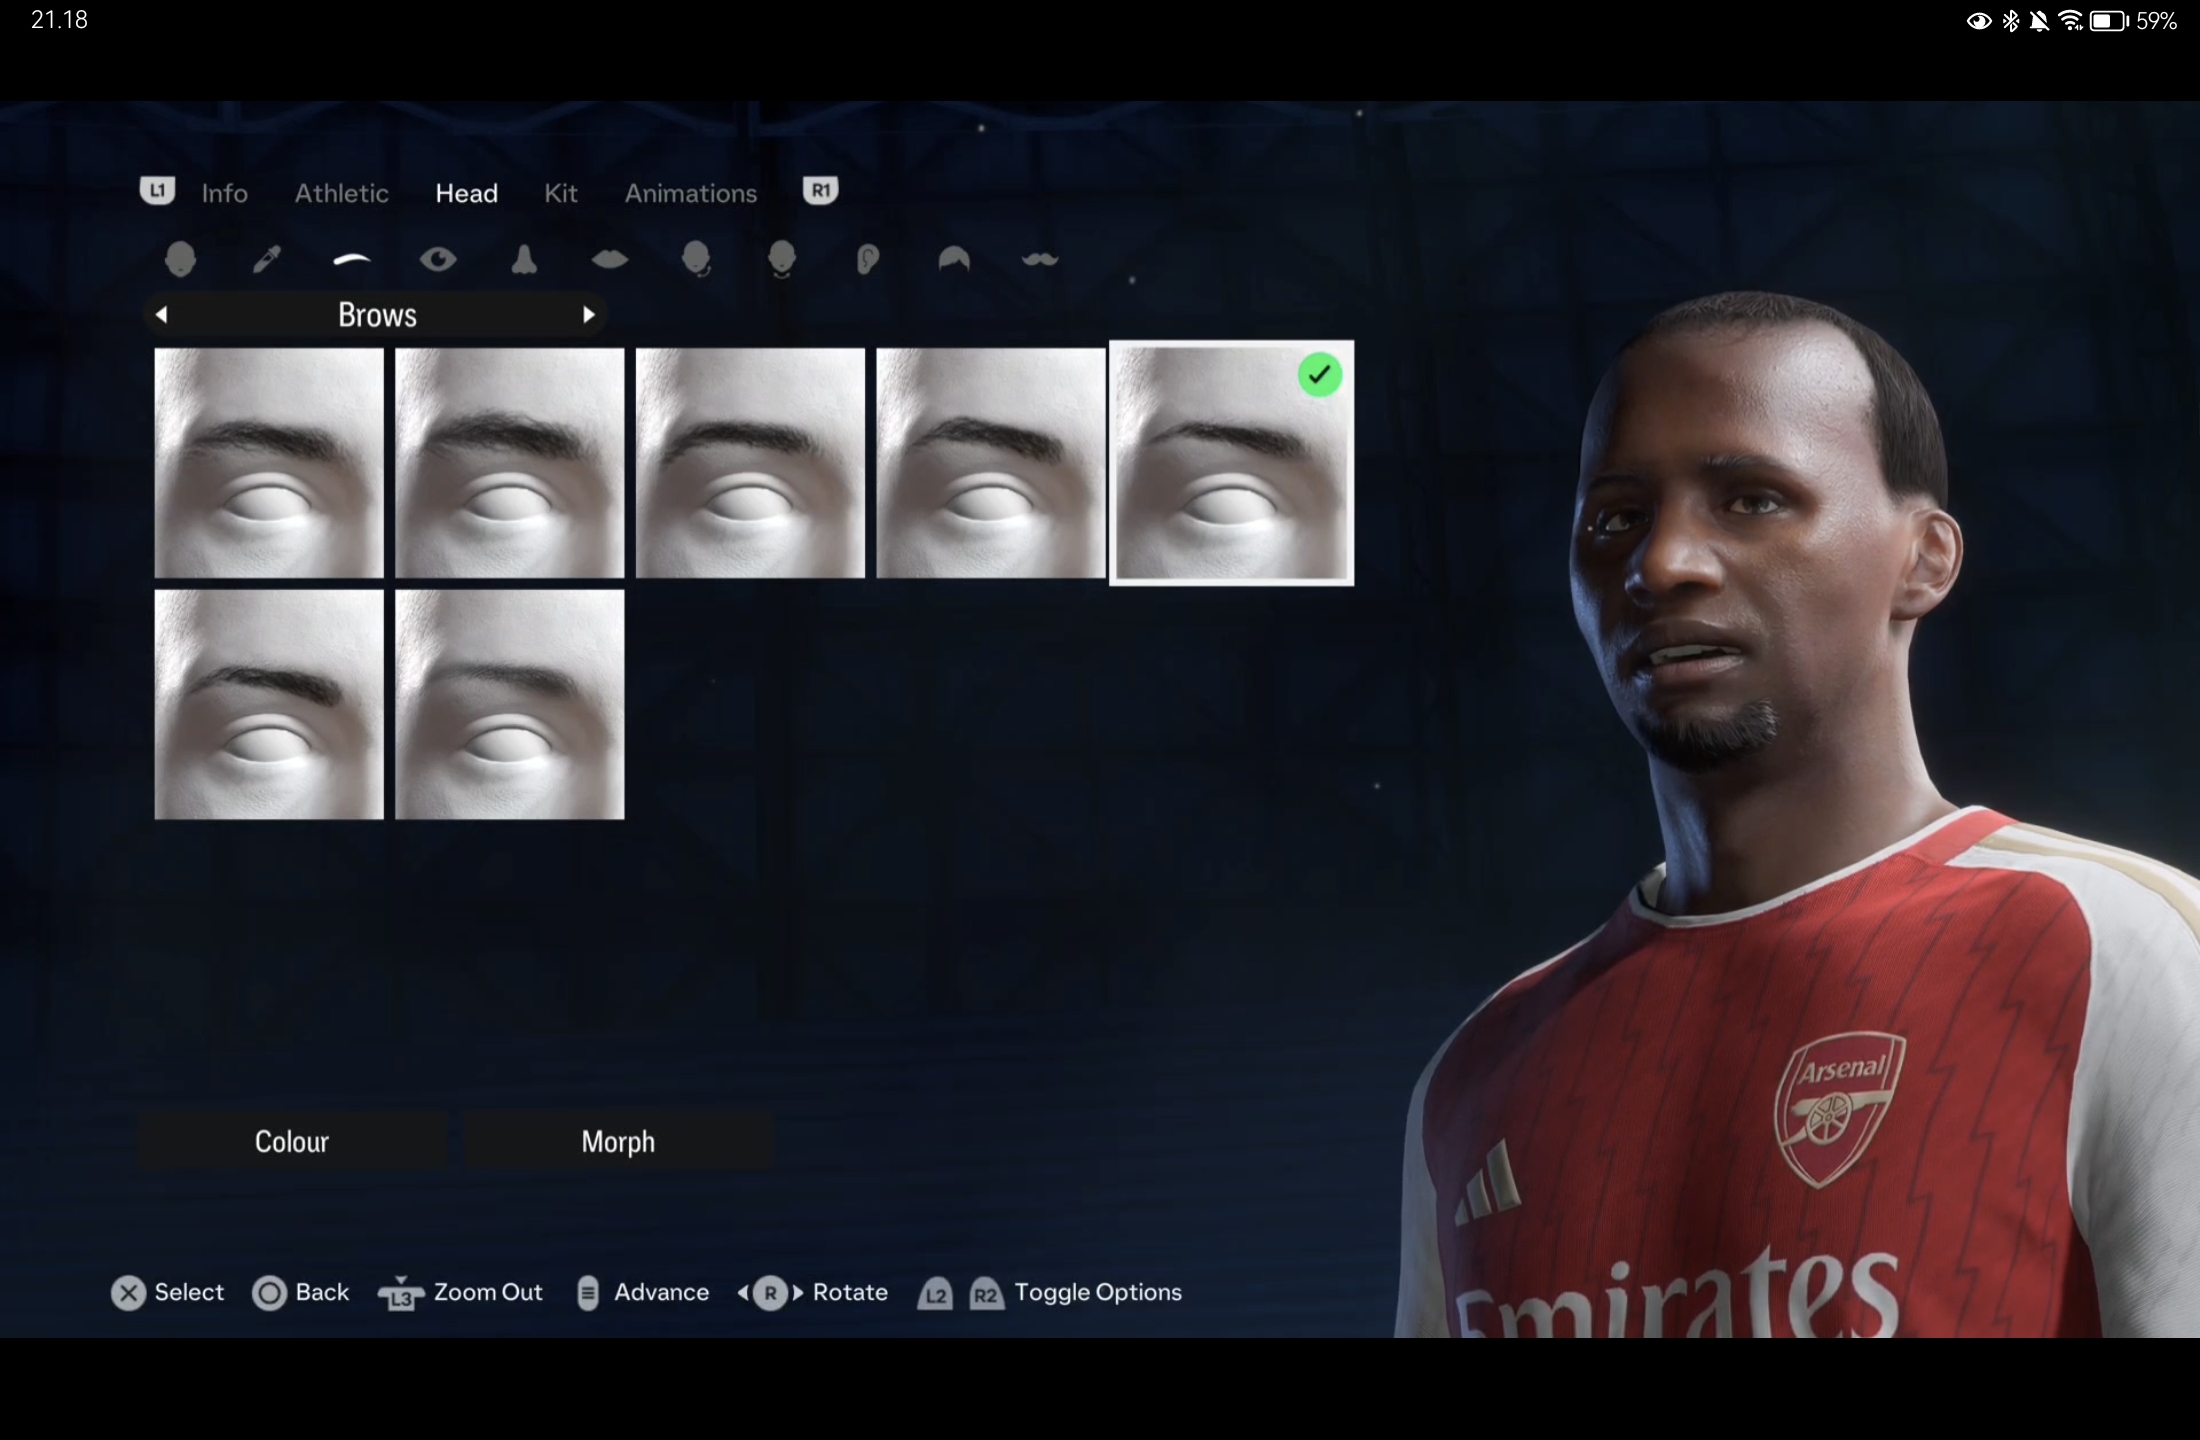 21.18
59%
L1 Info Athletic Head Kit Animations R1
Brows
Colour Morph
Select Back L3 Zoom Out Advance R Rotate L2 R2 Toggle Options
Arsenal
Emirates